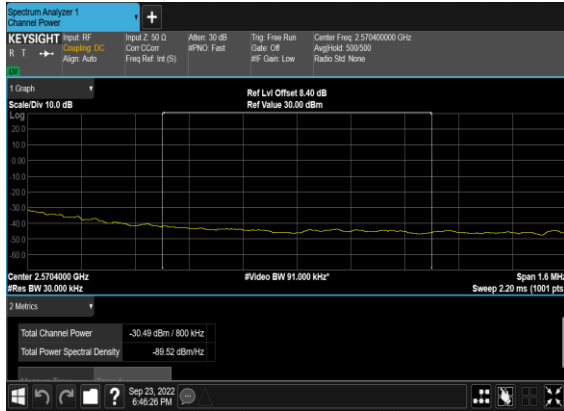 Spectrum Analyzer 1
Channel Power
+
KEYSIGHT
R T
LU
Input: RF
Coupling: DC
Align: Auto
Input Z: 50 Ω
Corr CCorr
Freq Ref: Int (S)
Atten: 30 dB
#PNO: Fast
Trig: Free Run
Gate: Off
#IF Gain: Low
Center Freq: 2.570400000 GHz
Avg|Hold: 500/500
Radio Std: None
1 Graph
Scale/Div 10.0 dB
Ref Lvl Offset 8.40 dB
Ref Value 30.00 dBm
Log
20.0
10.0
0.00
-10.0
-20.0
-30.0
-40.0
-50.0
-60.0
Center 2.5704000 GHz
#Res BW 30.000 kHz
#Video BW 91.000 kHz*
Span 1.6 MHz
Sweep 2.20 ms (1001 pts
2 Metrics
Total Channel Power -30.49 dBm / 800 kHz
Total Power Spectral Density -89.52 dBm/Hz
?
Sep 23, 2022
6:46:26 PM